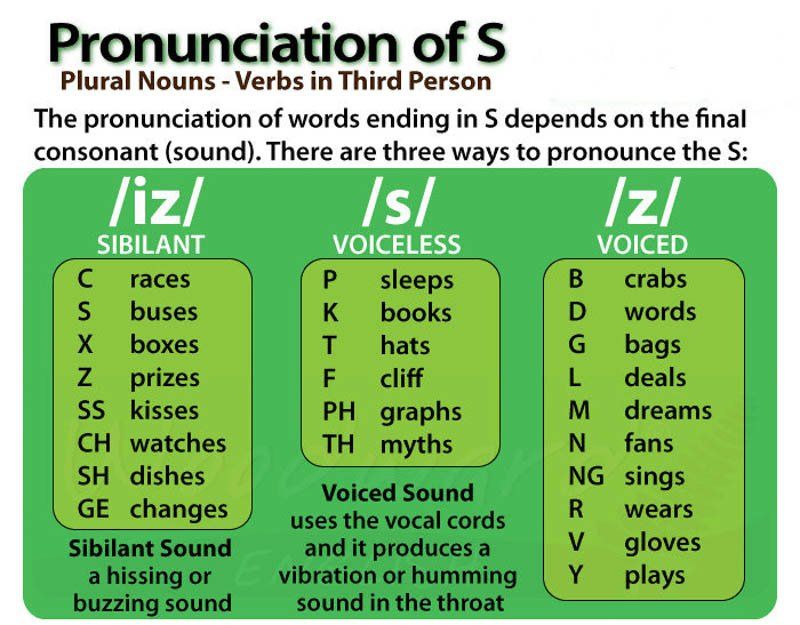 Pronunciation of S
Plural Nouns - Verbs in Third Person
The pronunciation of words ending in S depends on the final
consonant (sound). There are three ways to pronounce the S:
/iz/
SIBILANT
C races
S buses
X boxes
Z prizes
SS kisses
CH watches
SH dishes
GE changes
Sibilant Sound
a hissing or
buzzing sound
/s/
VOICELESS
P sleeps
K books
T hats
F cliff
PH graphs
TH myths
Voiced Sound
uses the vocal cords
and it produces a
vibration or humming
sound in the throat
/z/
VOICED
B crabs
D words
G bags
L deals
M dreams
N fans
NG sings
R wears
V gloves
Y plays